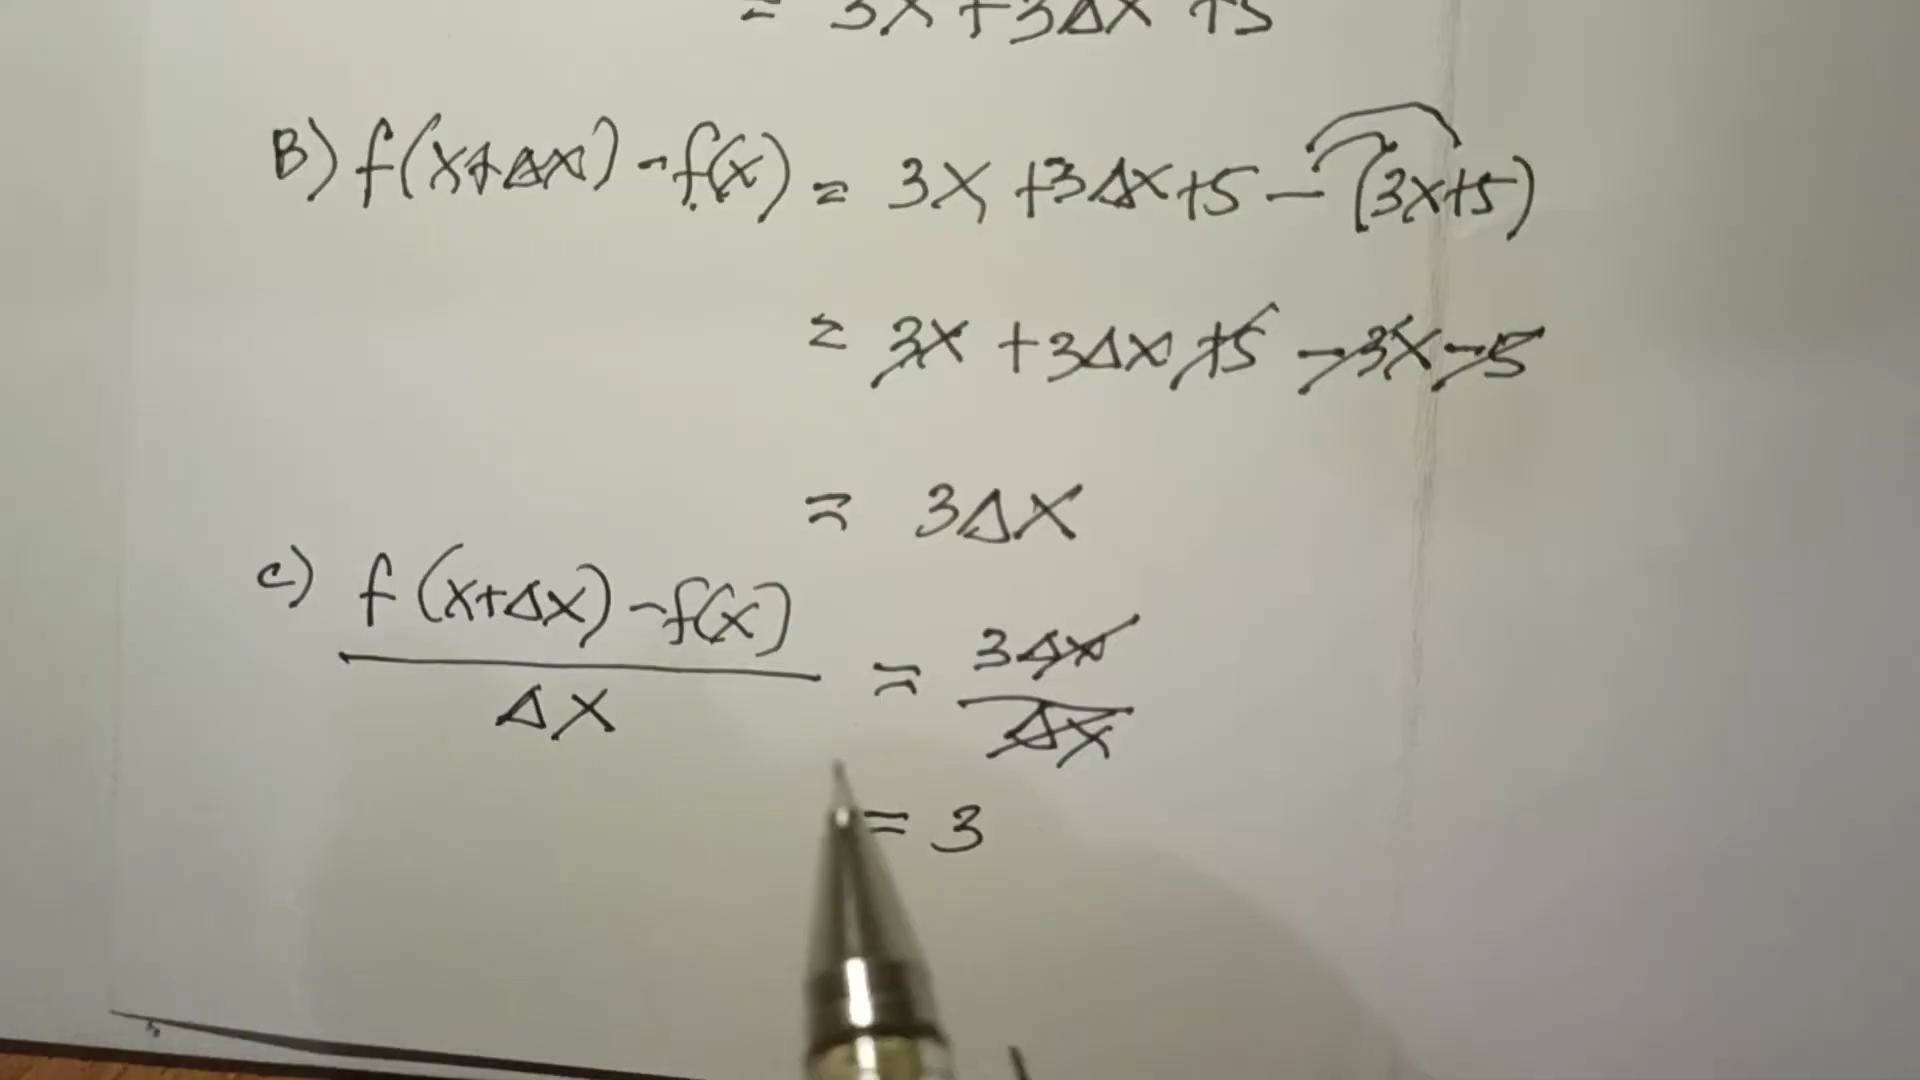 = 3x + 3Δx + 5
B) f(x+Δx) - f(x) = 3x + 3Δx + 5 - (3x+5)
= 3x + 3Δx + 5 - 3x - 5
= 3Δx
c) f(x+Δx) - f(x) / Δx = 3Δx / Δx
= 3